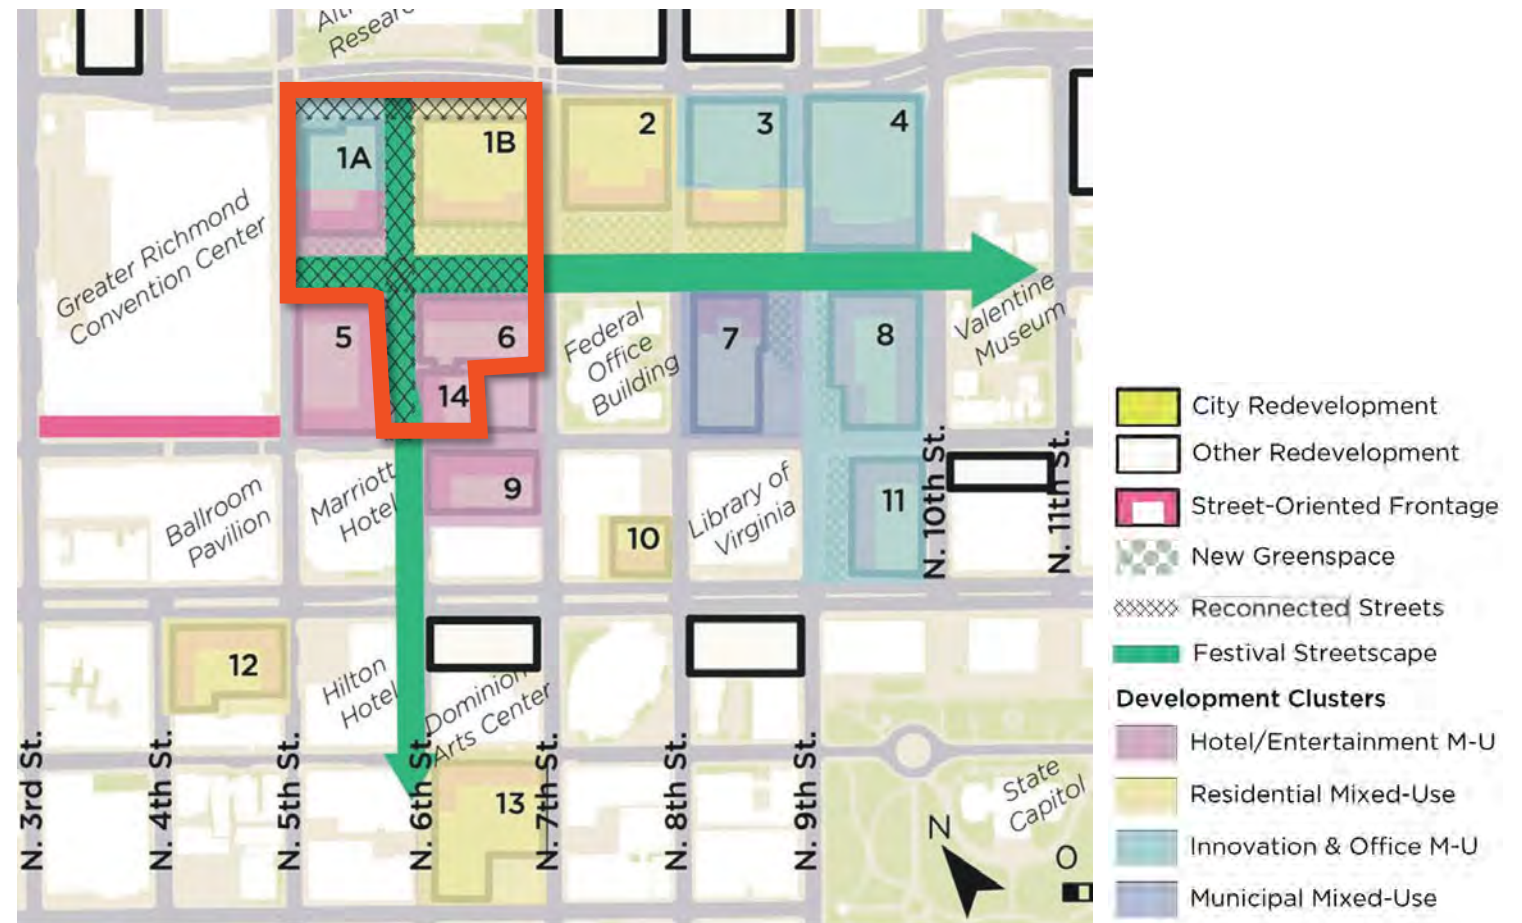 Research
1A
1B
2
3
4
Greater Richmond
Convention Center
5
6
14
Federal
Office
Building
7
8
Valentine
Museum
Ballroom
Pavilion
Marriott
Hotel
9
10
Library of
Virginia
11
N. 10th St.
N. 11th St.
12
Hilton
Hotel
Dominion
Arts Center
13
State
Capitol
N. 3rd St.
N. 4th St.
N. 5th St.
N. 6th St.
N. 7th St.
N. 8th St.
N. 9th St.
N
0
City Redevelopment
Other Redevelopment
Street-Oriented Frontage
New Greenspace
Reconnected Streets
Festival Streetscape
Development Clusters
Hotel/Entertainment M-U
Residential Mixed-Use
Innovation & Office M-U
Municipal Mixed-Use